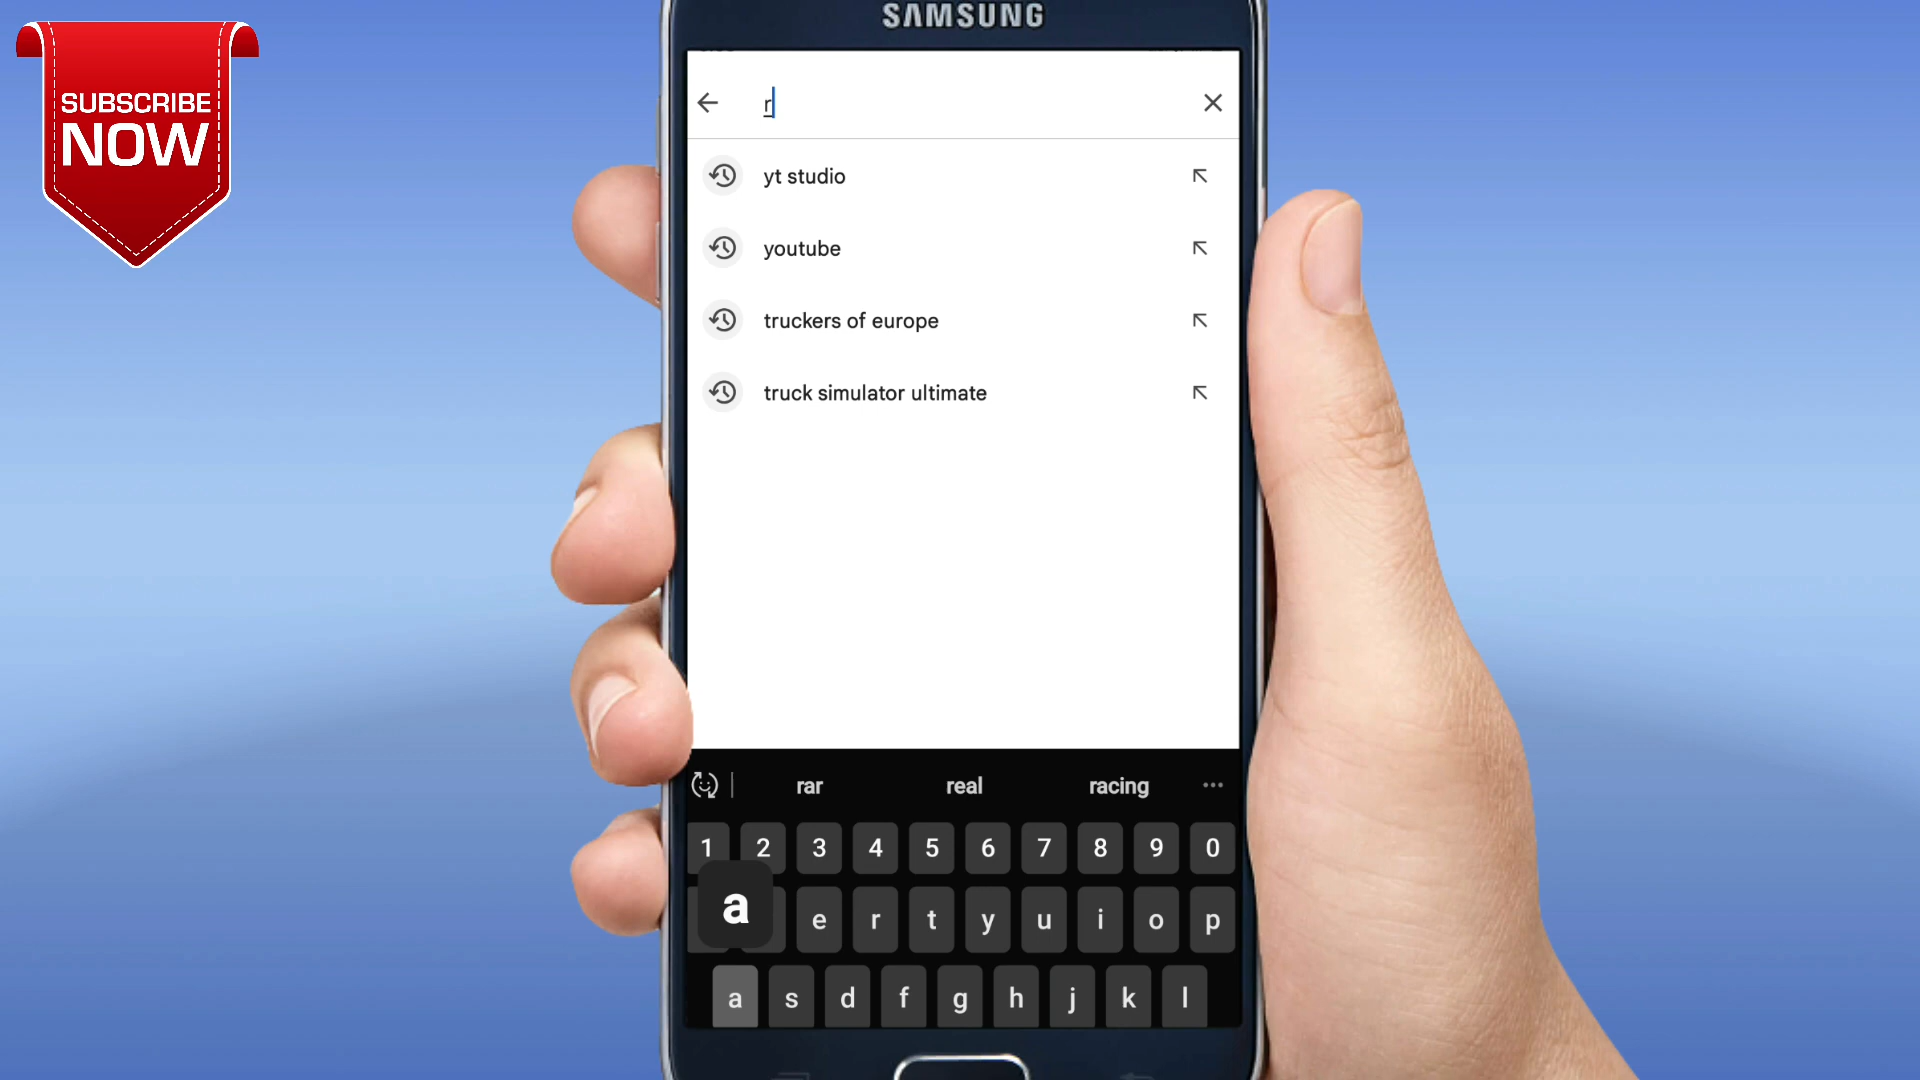 SUBSCRIBE
NOW
SAMSUNG
r
yt studio
youtube
truckers of europe
truck simulator ultimate
rar real racing
1 2 3 4 5 6 7 8 9 0
a
e r t y u i o p
a s d f g h j k l